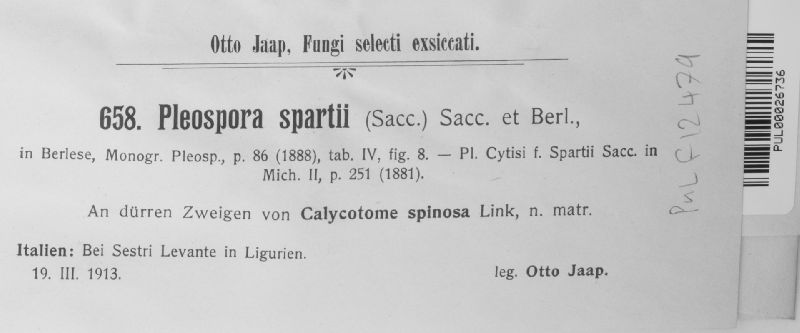 Otto Jaap, Fungi selecti exsiccati.
658. Pleospora spartii (Sacc.) Sacc. et Berl.,
in Berlese, Monogr. Pleosp., p. 86 (1888), tab. IV, fig. 8. — Pl. Cytisi f. Spartii Sacc. in
Mich. II, p. 251 (1881).
An dürren Zweigen von Calycotome spinosa Link, n. matr.
Italien: Bei Sestri Levante in Ligurien.
19. III. 1913.
leg. Otto Jaap.
PuL F12479
PUL00026736